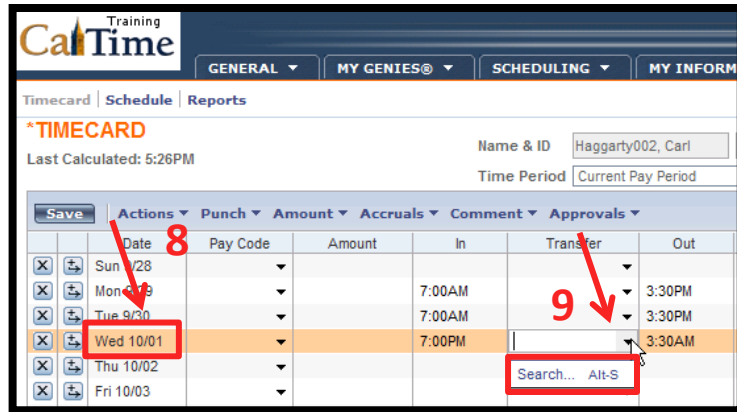 Training
CalTime
GENERAL MY GENIES® SCHEDULING MY INFORM
Timecard Schedule Reports
*TIMECARD
Last Calculated: 5:26PM
Name & ID Haggarty002, Carl
Time Period Current Pay Period
Save Actions Punch Amount Accruals Comment Approvals
8
Date Pay Code Amount In Transfer Out
Sun 9/28
Mon 9/29 7:00AM 3:30PM
9
Tue 9/30 7:00AM 3:30PM
Wed 10/01 7:00PM 3:30AM
Thu 10/02
Search... Alt-S
Fri 10/03